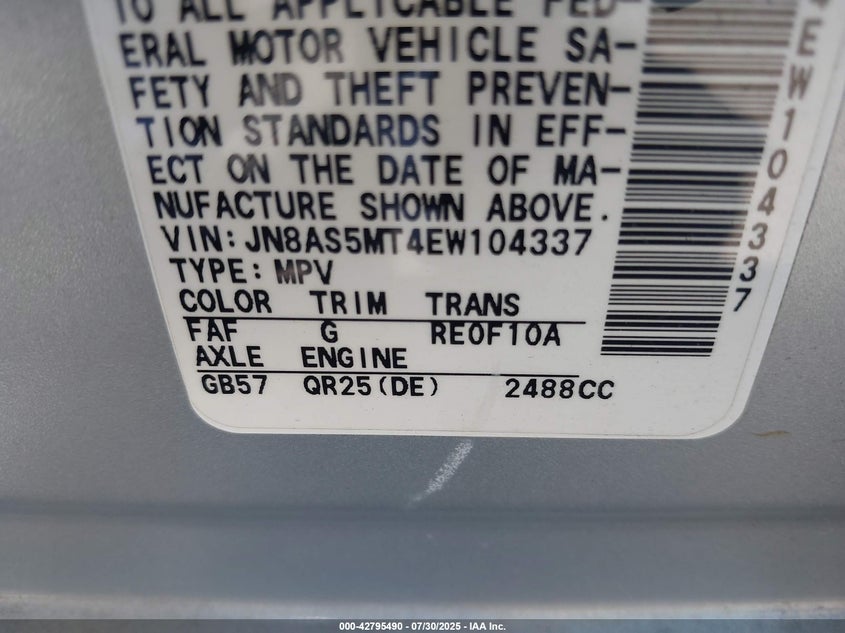 TO ALL APPLICABLE FED-
ERAL MOTOR VEHICLE SA-
FETY AND THEFT PREVEN-
TION STANDARDS IN EFF-
ECT ON THE DATE OF MA-
NUFACTURE SHOWN ABOVE.
VIN:JN8AS5MT4EW104337
TYPE:MPV
COLOR TRIM TRANS
FAF G RE0F10A
AXLE ENGINE
GB57 QR25(DE) 2488CC
4EW104337
000-42795490 - 07/30/2025 - IAA Inc.